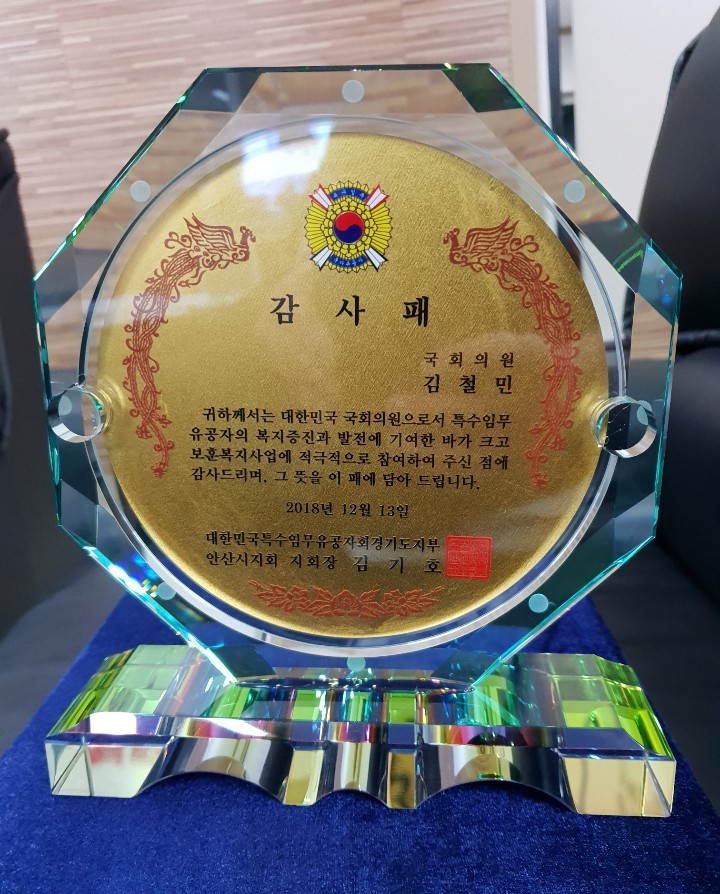 감 사 패
국 회 의 원
김 철 민
귀하께서는 대한민국 국회의원으로서 특수임무
유공자의 복지증진과 발전에 기여한 바가 크고
보훈복지사업에 적극적으로 참여하여 주신 점에
감사드리며, 그 뜻을 이 패에 담아 드립니다.
2018년 12월 13일
대한민국특수임무유공자회경기도지부
안산시지회 지회장 김 기 호